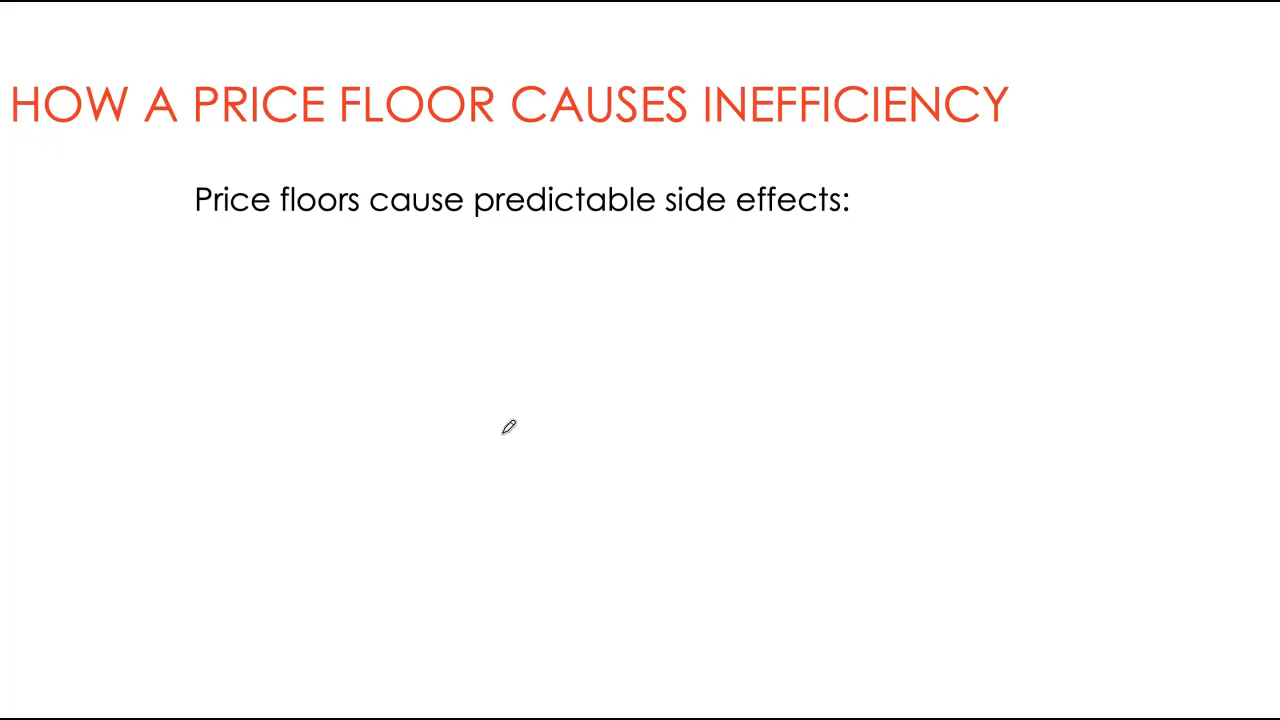 HOW A PRICE FLOOR CAUSES INEFFICIENCY
Price floors cause predictable side effects: